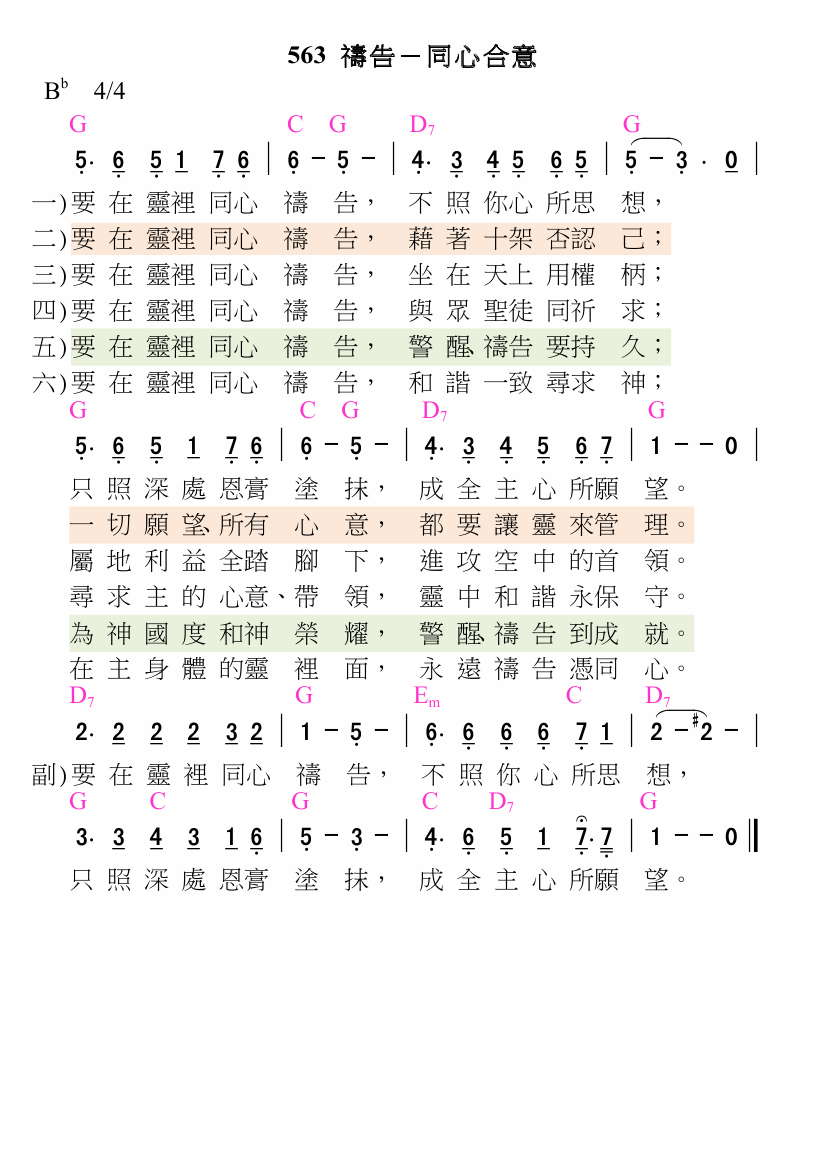 563 禱告－同心合意
B♭ 4/4
G C G D7 G
5· 6 5 1 7 6 | 6 － 5 － | 4· 3 4 5 6 5 | 5 － 3 · 0 |
一)要 在 靈裡 同心 禱 告， 不 照 你心 所思 想，
二)要 在 靈裡 同心 禱 告， 藉 著 十架 否認 己；
三)要 在 靈裡 同心 禱 告， 坐 在 天上 用權 柄；
四)要 在 靈裡 同心 禱 告， 與 眾 聖徒 同祈 求；
五)要 在 靈裡 同心 禱 告， 警 醒、禱告 要持 久；
六)要 在 靈裡 同心 禱 告， 和 諧 一致 尋求 神；
G C G D7 G
5· 6 5 1 7 6 | 6 － 5 － | 4· 3 4 5 6 7 | 1 － － 0 |
只 照 深 處 恩膏 塗 抹， 成 全 主 心 所願 望。
一 切 願 望、所有 心 意， 都 要 讓 靈 來管 理。
屬 地 利 益 全踏 腳 下， 進 攻 空 中 的首 領。
尋 求 主 的 心意、帶 領， 靈 中 和 諧 永保 守。
為 神 國 度 和神 榮 耀， 警 醒、禱 告 到成 就。
在 主 身 體 的靈 裡 面， 永 遠 禱 告 憑同 心。
D7 G Em C D7
2· 2 2 2 3 2 | 1 － 5 － | 6· 6 6 6 7 1 | 2 － #2 － |
副)要 在 靈 裡 同心 禱 告， 不 照 你 心 所思 想，
G C G C D7 G
3· 3 4 3 1 6 | 5 － 3 － | 4· 6 5 1 7· 7 | 1 － － 0 ‖
只 照 深 處 恩膏 塗 抹， 成 全 主 心 所願 望。